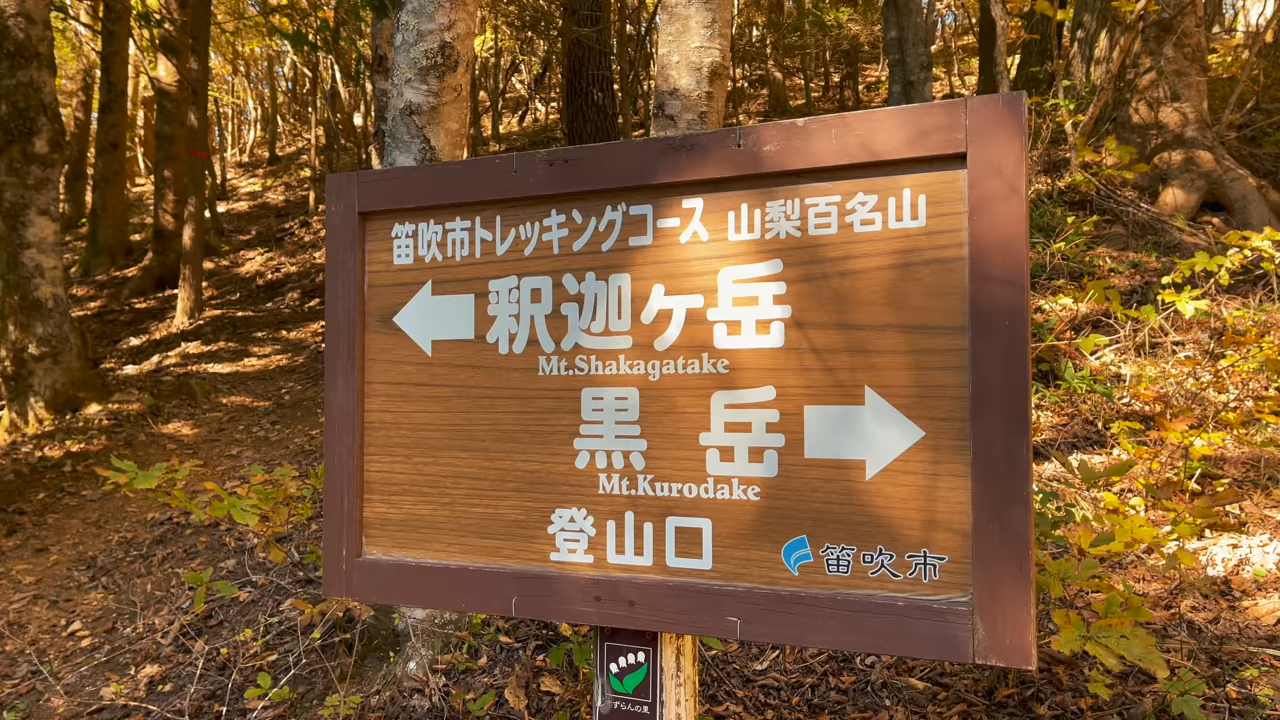 笛吹市トレッキングコース 山梨百名山
釈迦ヶ岳
Mt.Shakagatake
黒 岳
Mt.Kurodake
登山口
笛吹市
すずらんの里